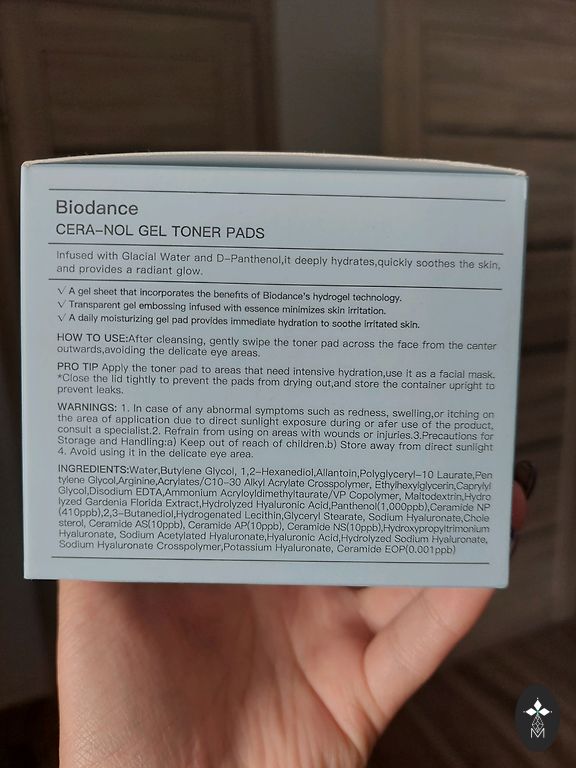 Biodance
CERA-NOL GEL TONER PADS
Infused with Glacial Water and D-Panthenol,it deeply hydrates,quickly soothes the skin,
and provides a radiant glow.
√ A gel sheet that incorporates the benefits of Biodance's hydrogel technology.
√ Transparent gel embossing infused with essence minimizes skin irritation.
√ A daily moisturizing gel pad provides immediate hydration to soothe irritated skin.
HOW TO USE:After cleansing, gently swipe the toner pad across the face from the center
outwards,avoiding the delicate eye areas.
PRO TIP Apply the toner pad to areas that need intensive hydration,use it as a facial mask.
*Close the lid tightly to prevent the pads from drying out,and store the container upright to
prevent leaks.
WARNINGS: 1. In case of any abnormal symptoms such as redness, swelling,or itching on
the area of application due to direct sunlight exposure during or afer use of the product,
consult a specialist.2. Refrain from using on areas with wounds or injuries.3.Precautions for
Storage and Handling:a) Keep out of reach of children.b) Store away from direct sunlight
4. Avoid using it in the delicate eye area.
INGREDIENTS:Water,Butylene Glycol, 1,2-Hexanediol,Allantoin,Polyglyceryl-10 Laurate,Pen
tylene Glycol,Arginine,Acrylates/C10-30 Alkyl Acrylate Crosspolymer, Ethylhexylglycerin,Caprylyl
Glycol,Disodium EDTA,Ammonium Acryloyldimethyltaurate/VP Copolymer, Maltodextrin,Hydro
lyzed Gardenia Florida Extract,Hydrolyzed Hyaluronic Acid,Panthenol(1,000ppb),Ceramide NP
(410ppb),2,3-Butanediol,Hydrogenated Lecithin,Glyceryl Stearate, Sodium Hyaluronate,Chole
sterol, Ceramide AS(10ppb), Ceramide AP(10ppb), Ceramide NS(10ppb),Hydroxypropyltrimonium
Hyaluronate, Sodium Acetylated Hyaluronate,Hyaluronic Acid,Hydrolyzed Sodium Hyaluronate,
Sodium Hyaluronate Crosspolymer,Potassium Hyaluronate, Ceramide EOP(0.001ppb)